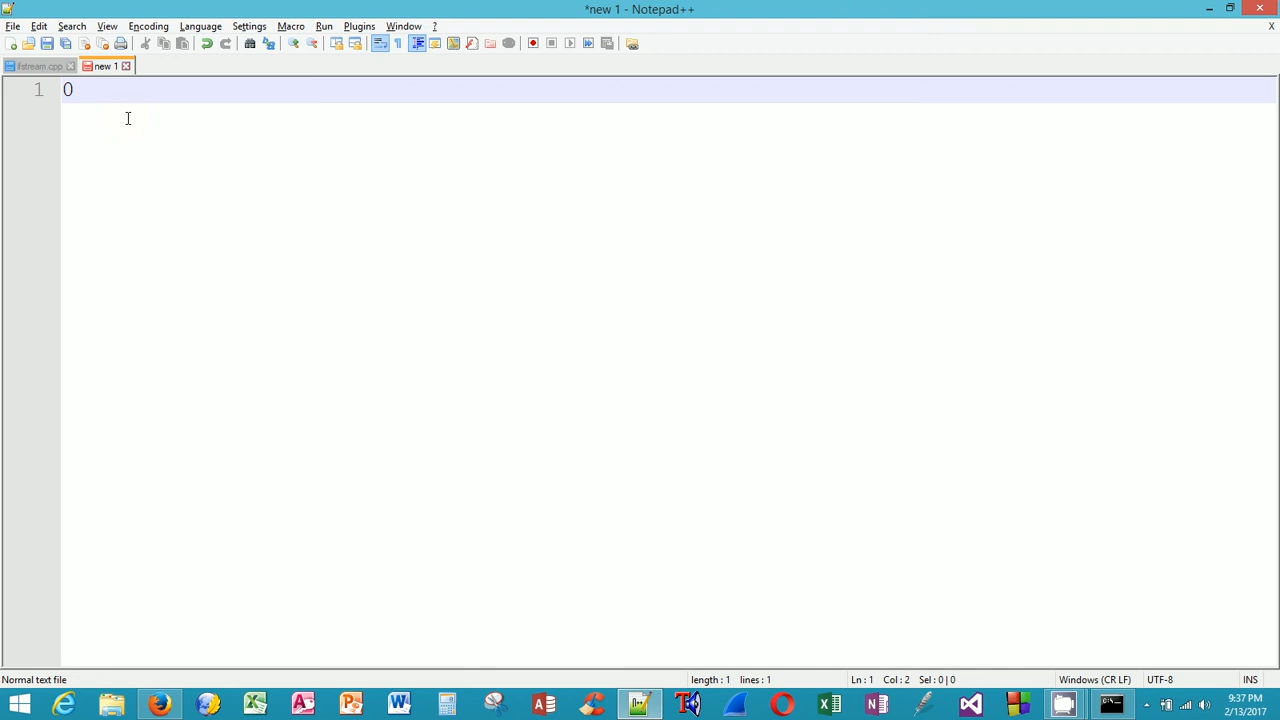 *new 1 - Notepad++
File Edit Search View Encoding Language Settings Macro Run Plugins Window ? X
ifstream.cpp new 1
1 0
Normal text file length : 1 lines : 1 Ln : 1 Col : 2 Sel : 0 | 0 Windows (CR LF) UTF-8 INS
9:37 PM
2/13/2017